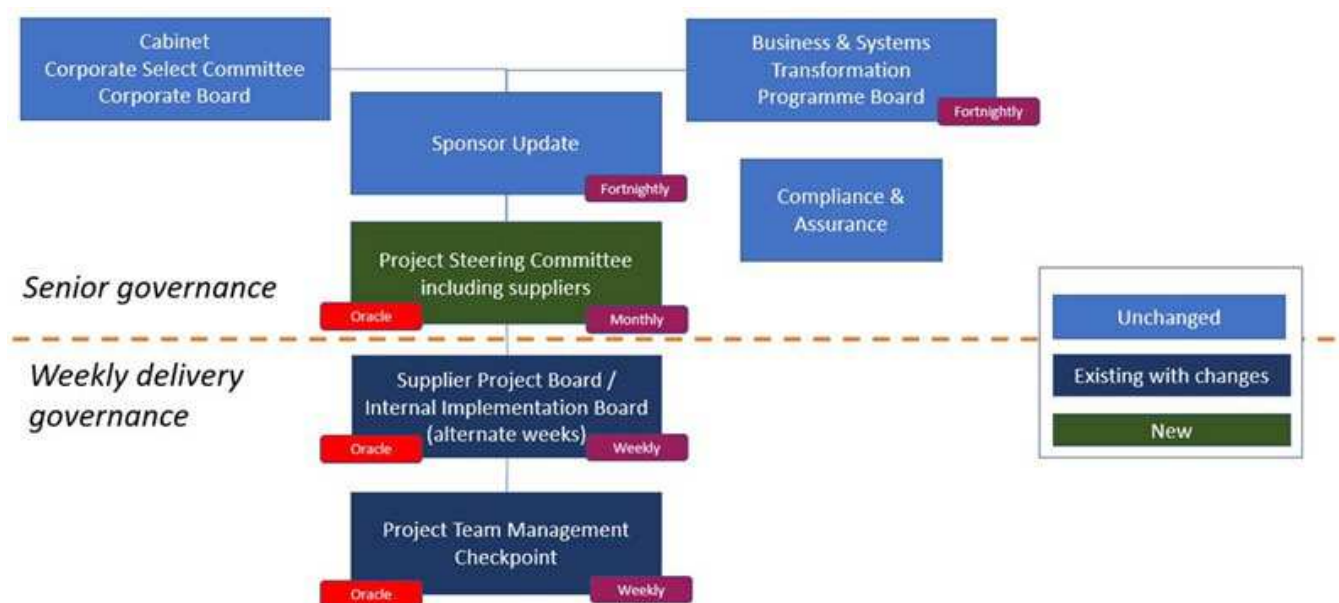 Cabinet
Corporate Select Committee
Corporate Board
Business & Systems
Transformation
Programme Board
Fortnightly
Sponsor Update
Fortnightly
Compliance &
Assurance
Project Steering Committee
including suppliers
Oracle
Monthly
Senior governance
Unchanged
Existing with changes
New
Weekly delivery
governance
Supplier Project Board /
Internal Implementation Board
(alternate weeks)
Oracle
Weekly
Project Team Management
Checkpoint
Oracle
Weekly